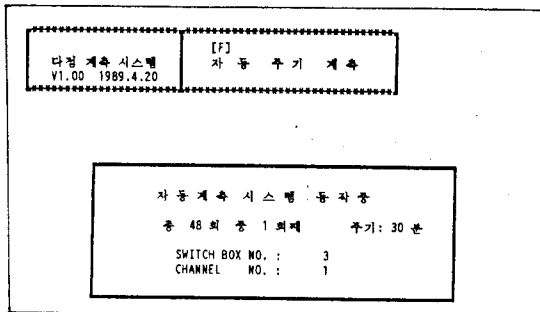 [F]
다점 계측 시스템 자 동 주 기 계 측
V1.00 1989.4.20
자 동 계 측 시 스 템 동 작 중
총 48 회 중 1 회째 주기: 30 분
SWITCH BOX NO. : 3
CHANNEL NO. : 1